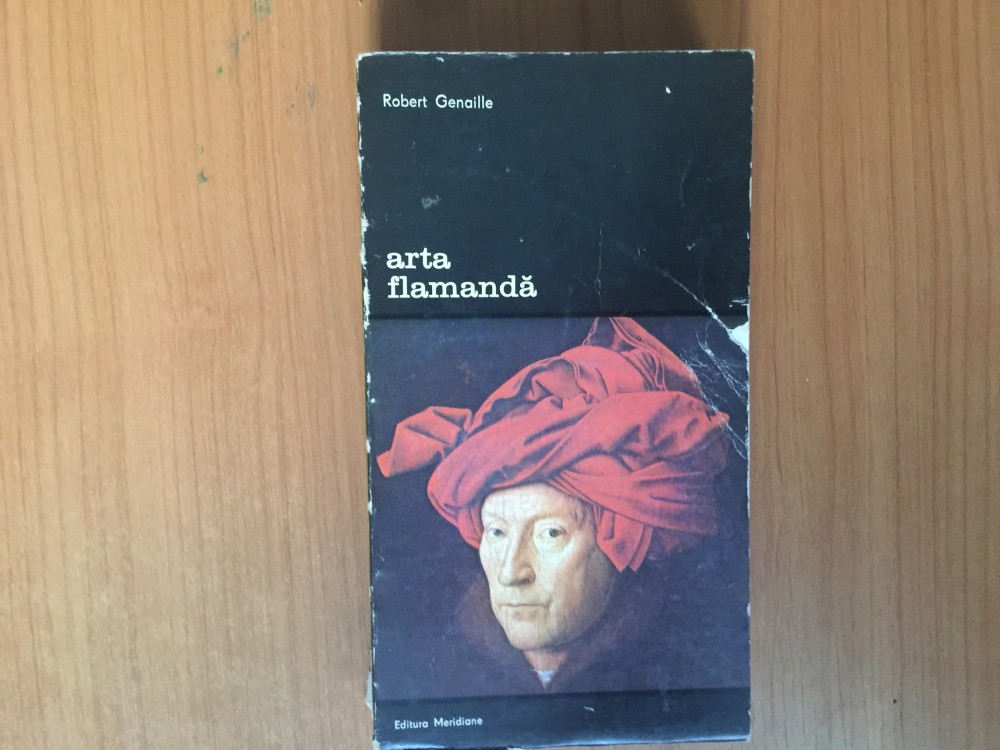 Robert Genaille
arta
flamandă
Editura Meridiane